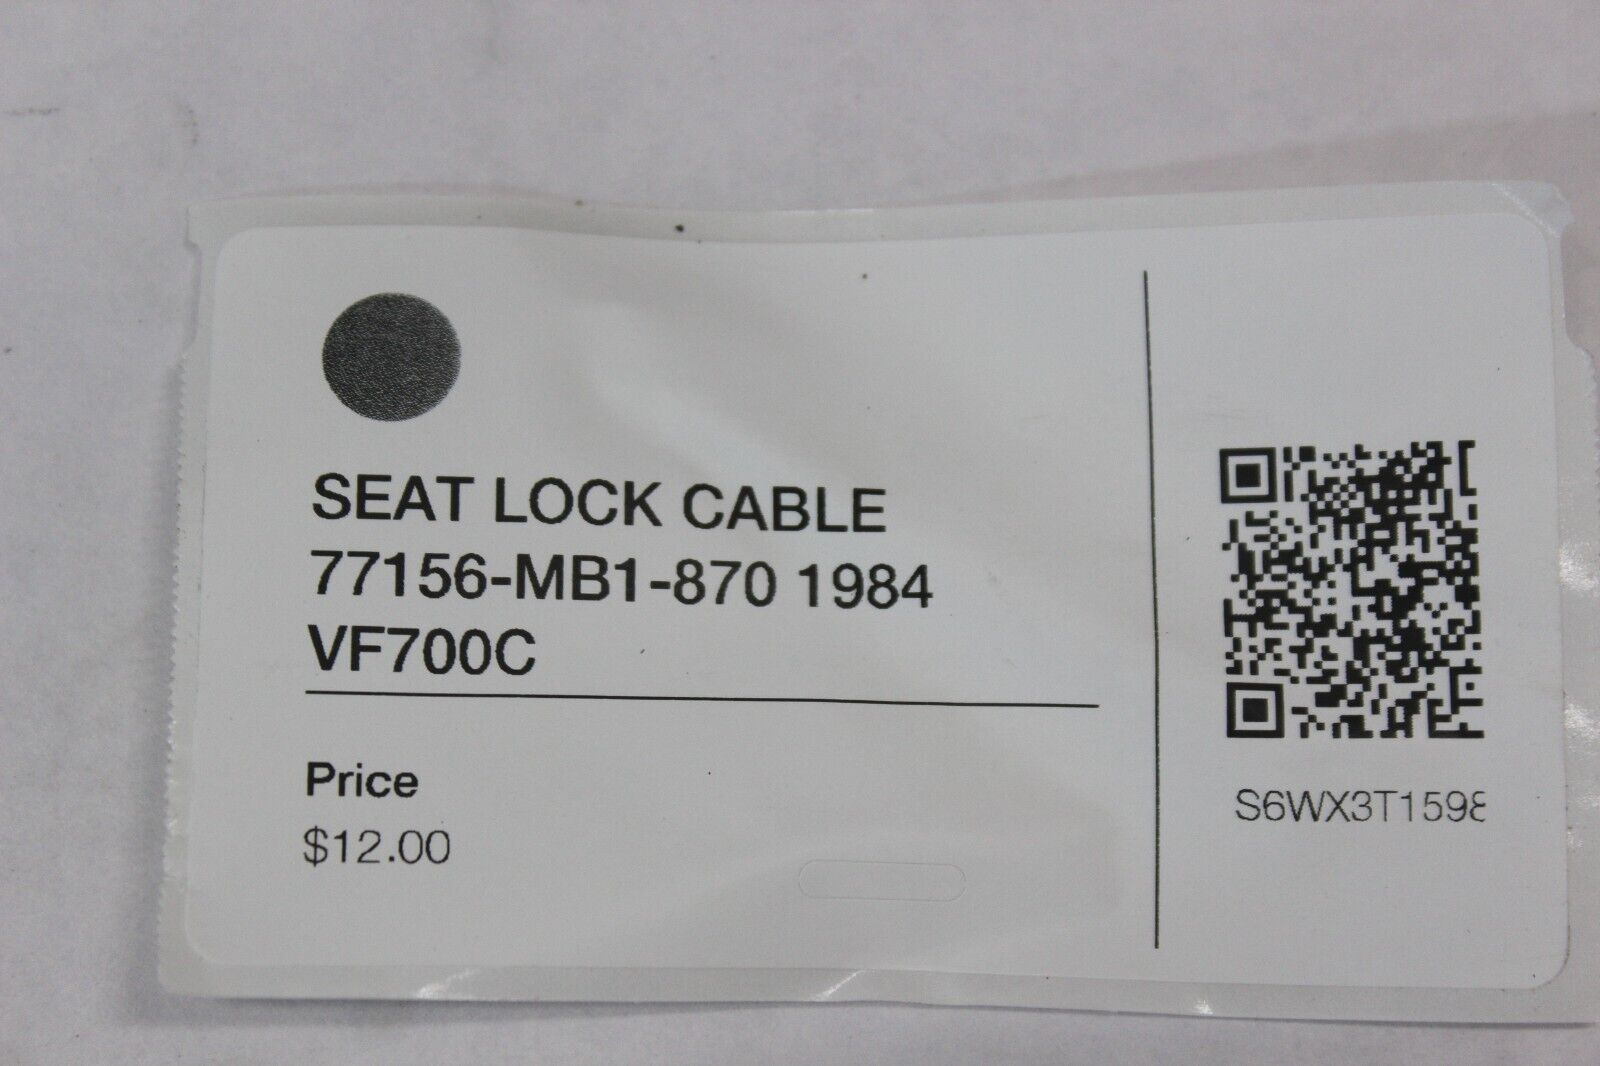 SEAT LOCK CABLE
77156-MB1-870 1984
VF700C
Price
$12.00
S6WX3T1598